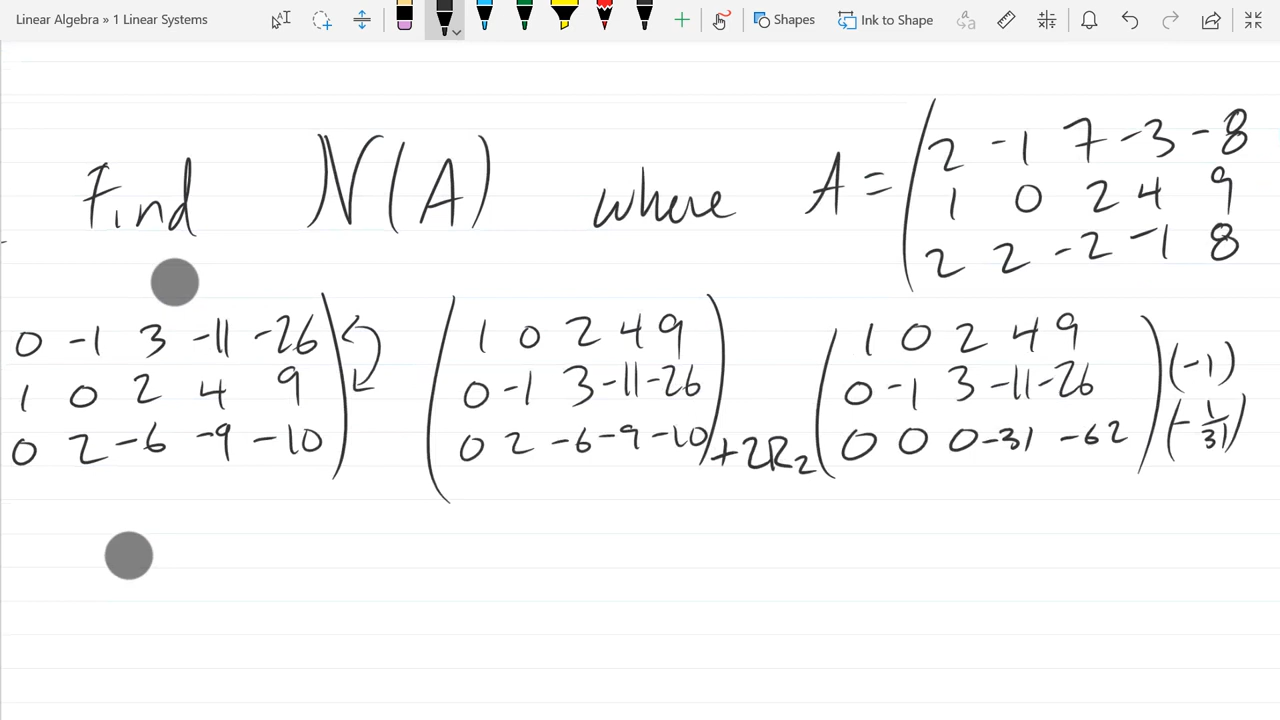 Linear Algebra » 1 Linear Systems
Shapes
Ink to Shape
Find N(A) where A =
2 -1 7 -3 -8
1 0 2 4 9
2 2 -2 -1 8
0 -1 3 -11 -26
1 0 2 4 9
0 2 -6 -9 -10
1 0 2 4 9
0 -1 3 -11 -26
0 2 -6 -9 -10
+2R2
1 0 2 4 9
0 -1 3 -11 -26 (-1)
0 0 0 -31 -62 (-1/31)